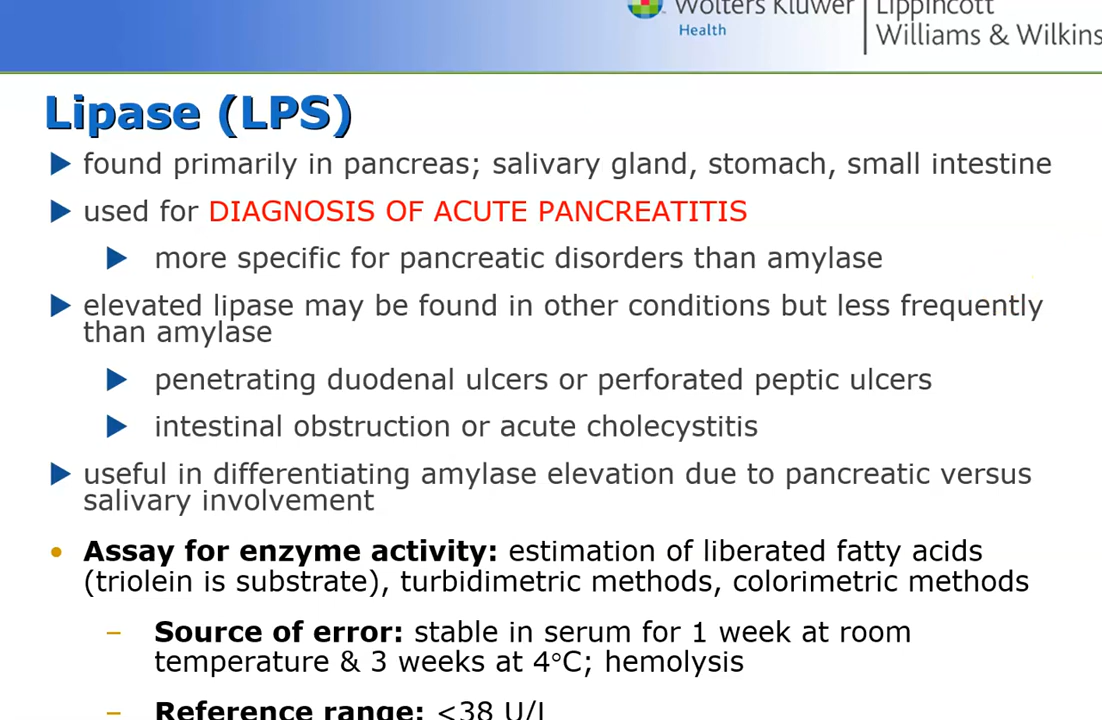 Wolters Kluwer
Lippincott
Health
Williams & Wilkins
Lipase (LPS)
found primarily in pancreas; salivary gland, stomach, small intestine
used for DIAGNOSIS OF ACUTE PANCREATITIS
more specific for pancreatic disorders than amylase
elevated lipase may be found in other conditions but less frequently
than amylase
penetrating duodenal ulcers or perforated peptic ulcers
intestinal obstruction or acute cholecystitis
useful in differentiating amylase elevation due to pancreatic versus
salivary involvement
• Assay for enzyme activity: estimation of liberated fatty acids
(triolein is substrate), turbidimetric methods, colorimetric methods
– Source of error: stable in serum for 1 week at room
temperature & 3 weeks at 4°C; hemolysis
– Reference range: <38 U/L